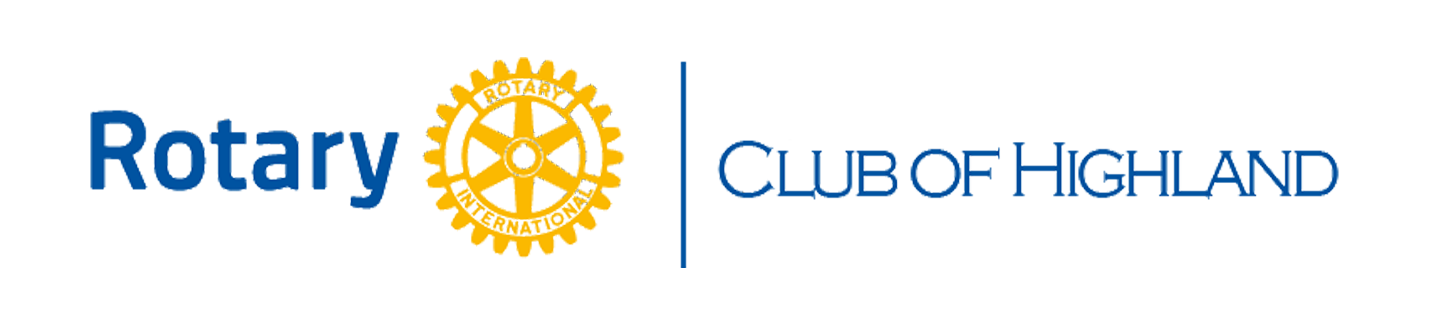 Rotary
ROTARY
INTERNATIONAL
CLUB OF HIGHLAND